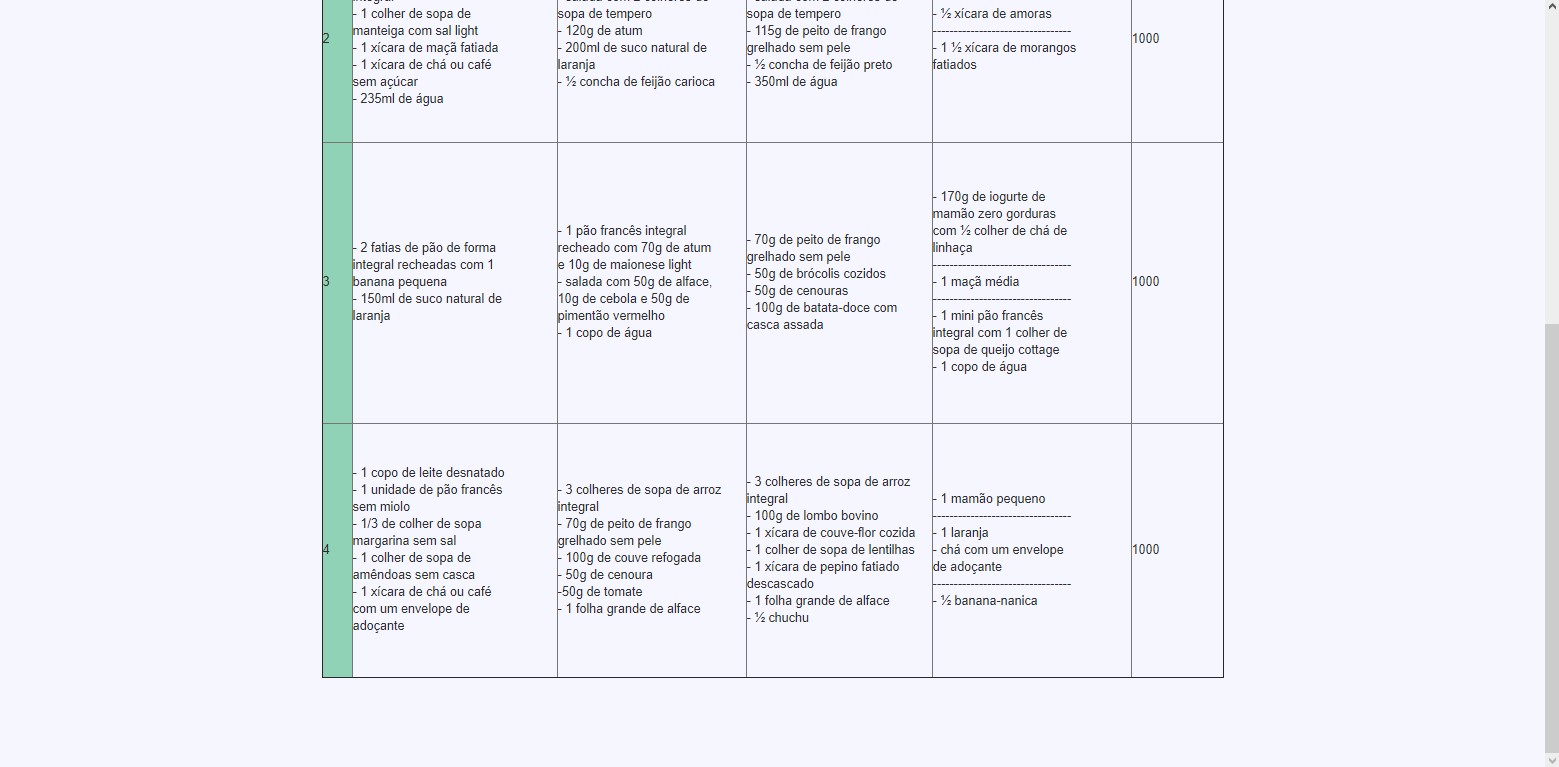 2
integral
- 1 colher de sopa de
manteiga com sal light
- 1 xícara de maçã fatiada
- 1 xícara de chá ou café
sem açúcar
- 235ml de água
sopa de tempero
- 120g de atum
- 200ml de suco natural de
laranja
- ½ concha de feijão carioca
sopa de tempero
- 115g de peito de frango
grelhado sem pele
- ½ concha de feijão preto
- 350ml de água
- ½ xícara de amoras
---------------------------------
- 1 ½ xícara de morangos
fatiados
1000
3
- 2 fatias de pão de forma
integral recheadas com 1
banana pequena
- 150ml de suco natural de
laranja
- 1 pão francês integral
recheado com 70g de atum
e 10g de maionese light
- salada com 50g de alface,
10g de cebola e 50g de
pimentão vermelho
- 1 copo de água
- 70g de peito de frango
grelhado sem pele
- 50g de brócolis cozidos
- 50g de cenouras
- 100g de batata-doce com
casca assada
- 170g de iogurte de
mamão zero gorduras
com ½ colher de chá de
linhaça
---------------------------------
- 1 maçã média
---------------------------------
- 1 mini pão francês
integral com 1 colher de
sopa de queijo cottage
- 1 copo de água
1000
4
- 1 copo de leite desnatado
- 1 unidade de pão francês
sem miolo
- 1/3 de colher de sopa
margarina sem sal
- 1 colher de sopa de
amêndoas sem casca
- 1 xícara de chá ou café
com um envelope de
adoçante
- 3 colheres de sopa de arroz
integral
- 70g de peito de frango
grelhado sem pele
- 100g de couve refogada
- 50g de cenoura
-50g de tomate
- 1 folha grande de alface
- 3 colheres de sopa de arroz
integral
- 100g de lombo bovino
- 1 xícara de couve-flor cozida
- 1 colher de sopa de lentilhas
- 1 xícara de pepino fatiado
descascado
- 1 folha grande de alface
- ½ chuchu
- 1 mamão pequeno
---------------------------------
- 1 laranja
- chá com um envelope
de adoçante
---------------------------------
- ½ banana-nanica
1000